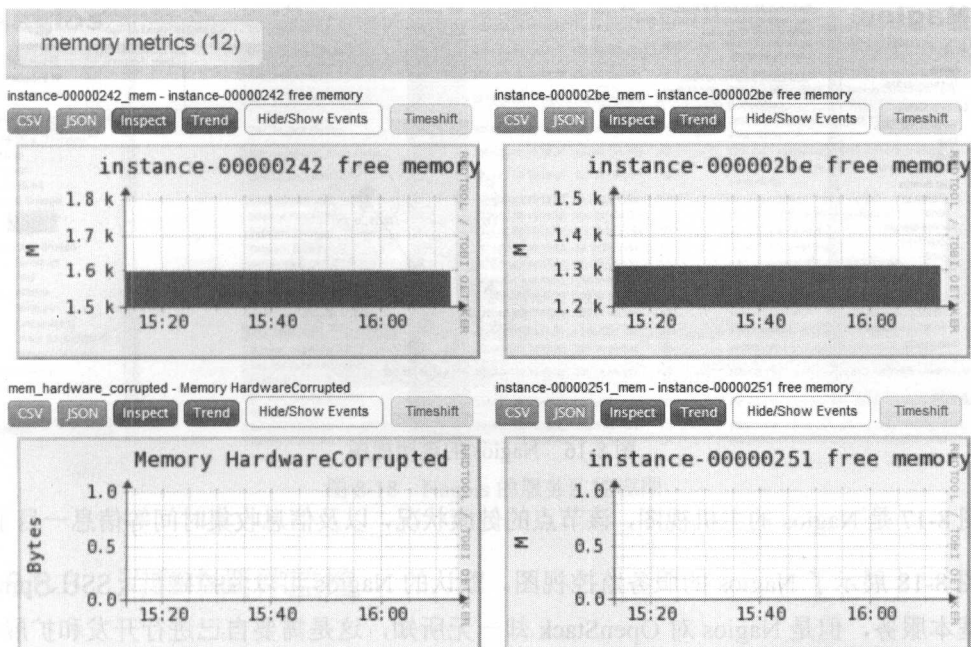 memory metrics (12)
instance-00000242_mem - instance-00000242 free memory
CSV JSON Inspect Trend Hide/Show Events Timeshift
instance-00000242 free memory
1.8 k
1.7 k
1.6 k
1.5 k
M
15:20 15:40 16:00
instance-000002be_mem - instance-000002be free memory
CSV JSON Inspect Trend Hide/Show Events Timeshift
instance-000002be free memory
1.5 k
1.4 k
1.3 k
1.2 k
M
15:20 15:40 16:00
mem_hardware_corrupted - Memory HardwareCorrupted
CSV JSON Inspect Trend Hide/Show Events Timeshift
Memory HardwareCorrupted
1.0
0.5
0.0
Bytes
15:20 15:40 16:00
instance-00000251_mem - instance-00000251 free memory
CSV JSON Inspect Trend Hide/Show Events Timeshift
instance-00000251 free memory
1.0
0.5
0.0
M
15:20 15:40 16:00